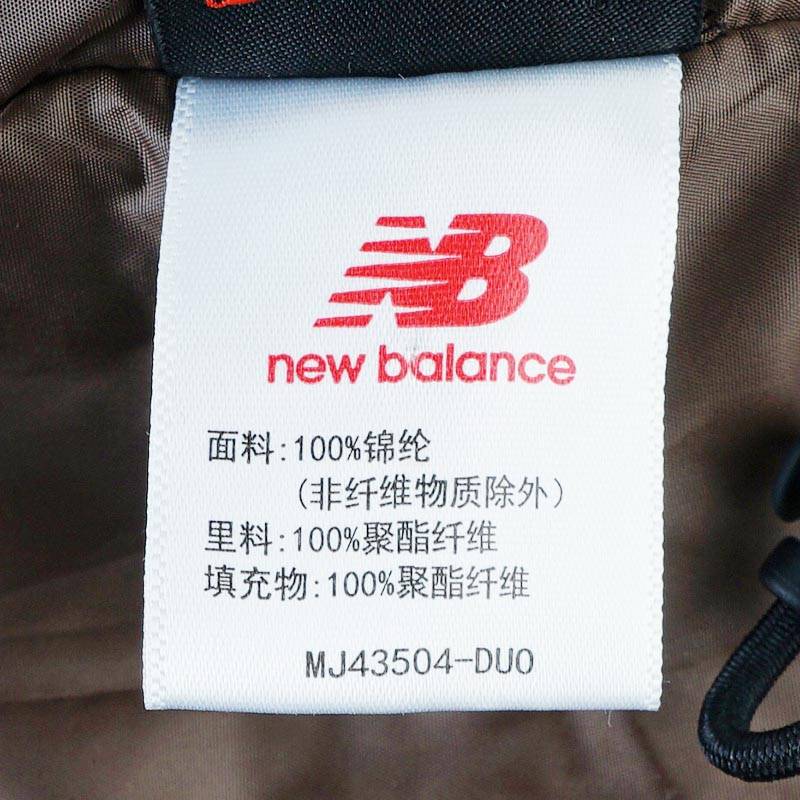 NB
new balance
面料:100%锦纶
(非纤维物质除外)
里料:100%聚酯纤维
填充物:100%聚酯纤维
MJ43504-DUO